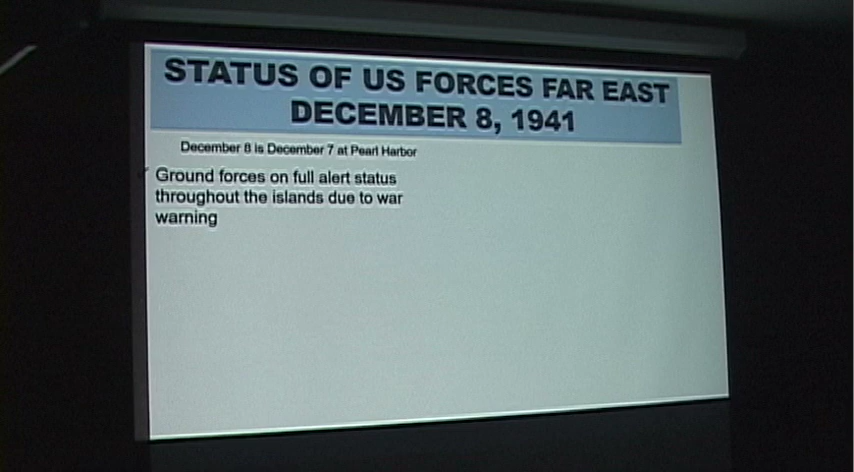 STATUS OF US FORCES FAR EAST
DECEMBER 8, 1941
December 8 is December 7 at Pearl Harbor
Ground forces on full alert status
throughout the islands due to war
warning